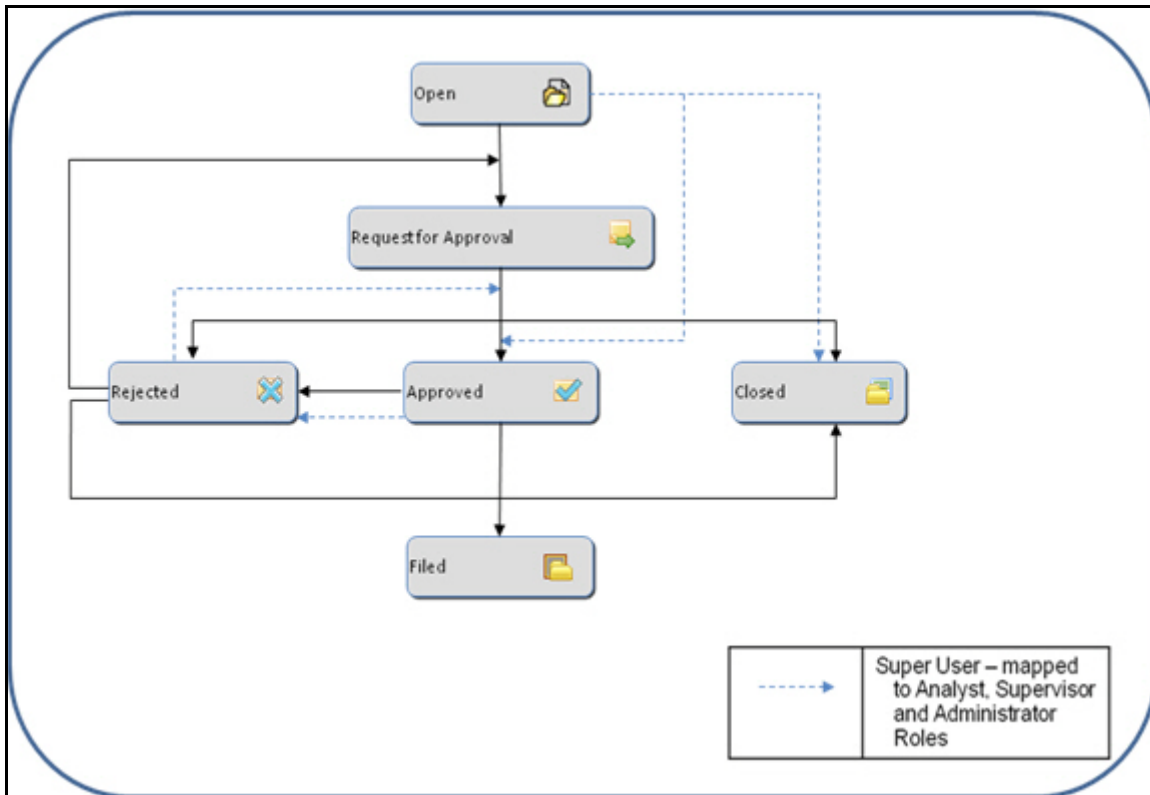 Open
Request for Approval
Rejected
Approved
Closed
Filed
Super User – mapped
to Analyst, Supervisor
and Administrator
Roles